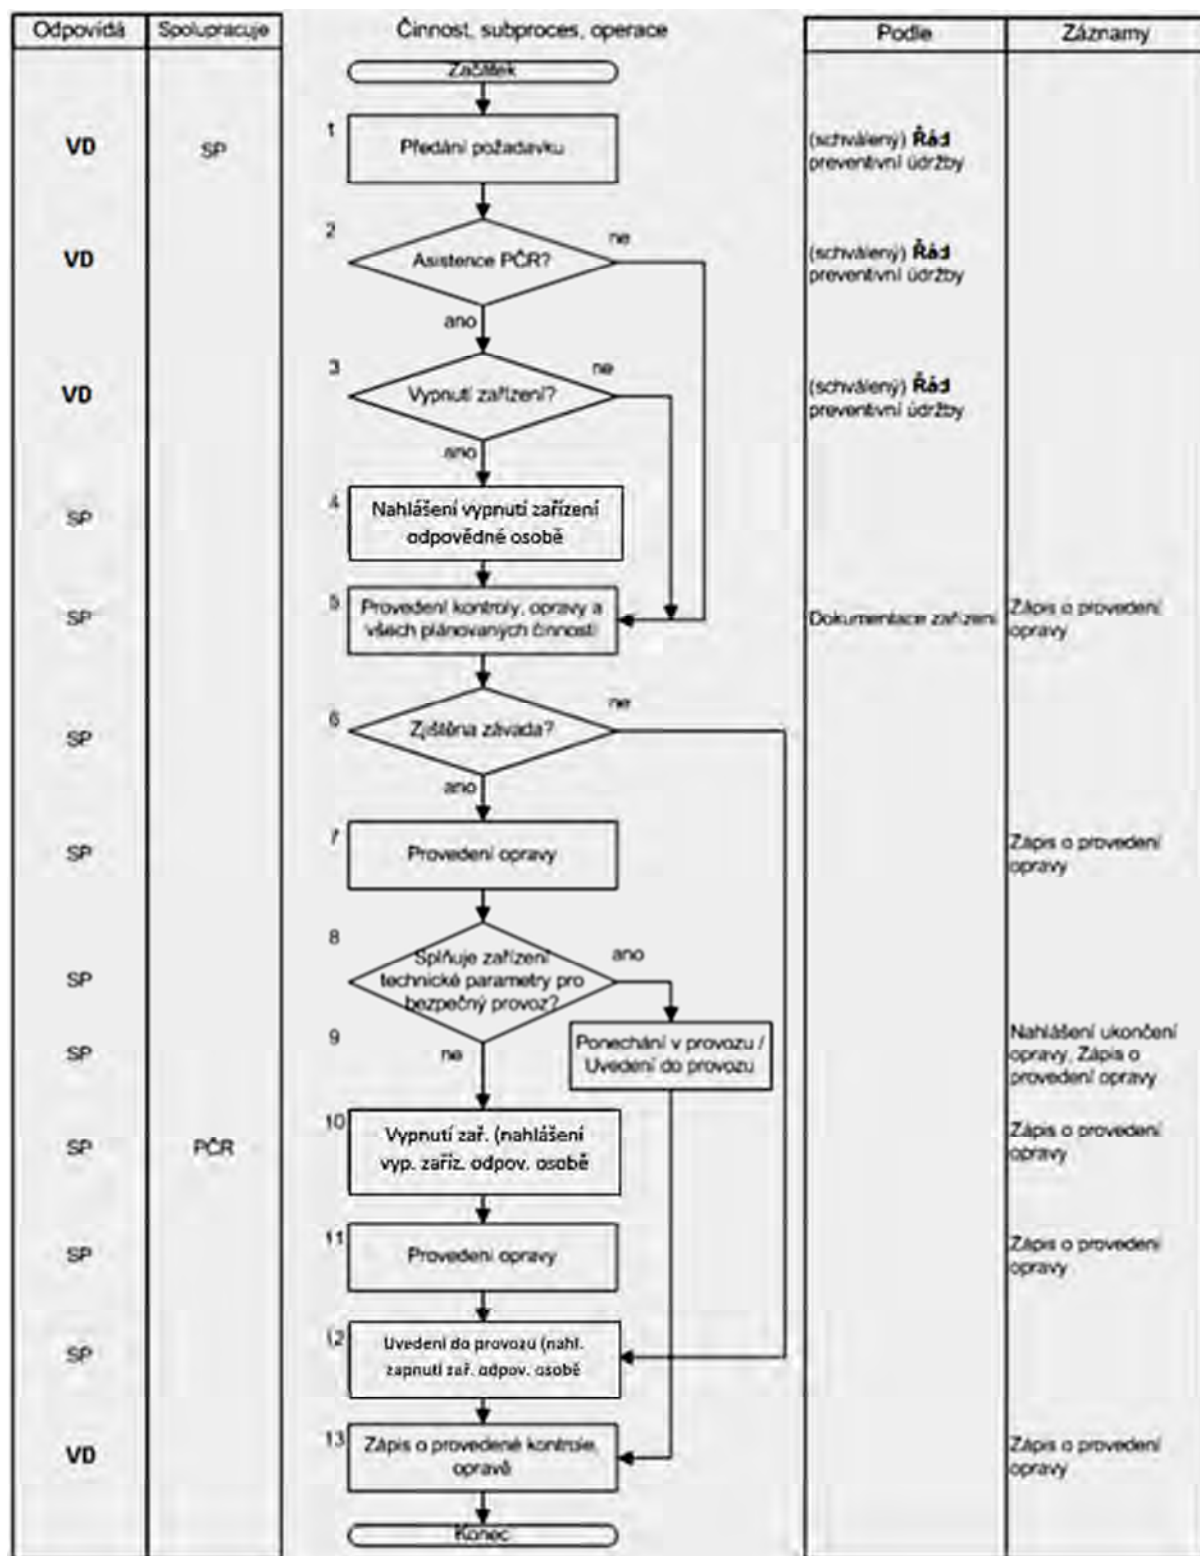 Odpovídá Spolupracuje Činnost, subproces, operace Podle Záznamy
Začátek
1
VD SP Předání požadavku (schválený) Řád
preventivní údržby
2 ne
VD Asistence PČR? (schválený) Řád
preventivní údržby
ano
3 ne
VD Vypnutí zařízení? (schválený) Řád
preventivní údržby
ano
4
SP Nahlášení vypnutí zařízení
odpovědné osobě
5
SP Provedení kontroly, opravy a Dokumentace zařízení Zápis o provedení
všech plánovaných činností opravy
ne
6
SP Zjištěna závada?
ano
7
SP Provedení opravy Zápis o provedení
opravy
8 ano
SP Splňuje zařízení
technické parametry pro
bezpečný provoz?
9 ne
SP Ponechání v provozu / Nahlášení ukončení
Uvedení do provozu opravy, Zápis o
provedení opravy
10
SP PČR Vypnutí zař. (nahlášení Zápis o provedení
vyp. zaříz. odpov. osobě opravy
11
SP Provedení opravy Zápis o provedení
opravy
12
SP Uvedení do provozu (nahl.
zapnutí zař. odpov. osobě
13
VD Zápis o provedené kontrole, Zápis o provedení
opravě opravy
Konec